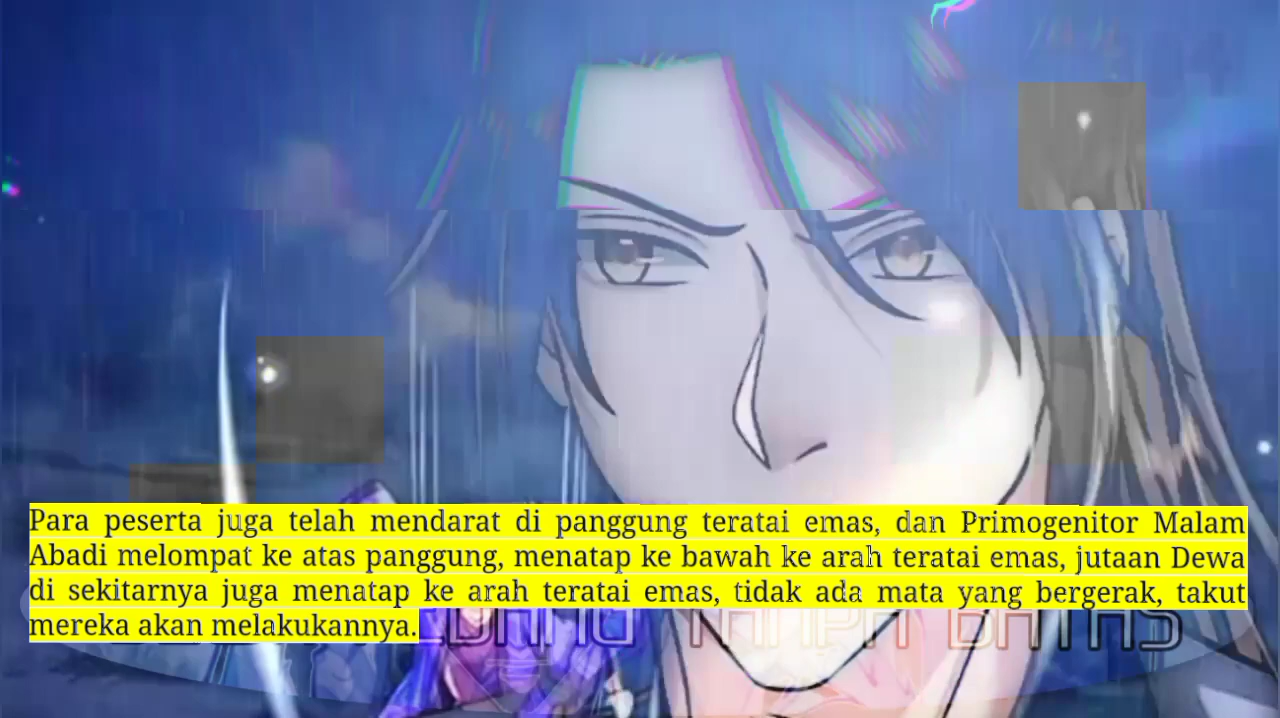 Para peserta juga telah mendarat di panggung teratai emas, dan Primogenitor Malam
Abadi melompat ke atas panggung, menatap ke bawah ke arah teratai emas, jutaan Dewa
di sekitarnya juga menatap ke arah teratai emas, tidak ada mata yang bergerak, takut
mereka akan melakukannya.
TANPA BATAS